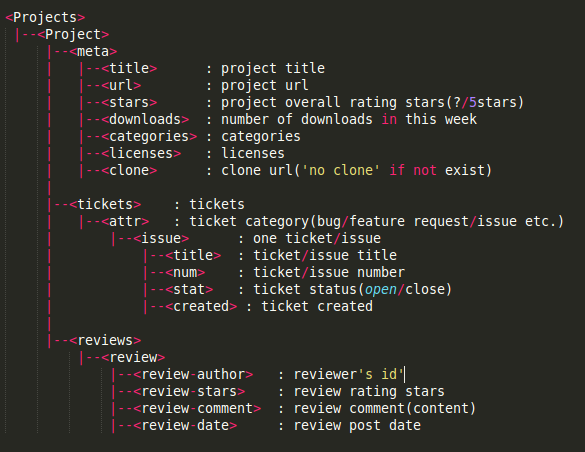 <Projects>
|--<Project>
|--<meta>
| |--<title> : project title
| |--<url> : project url
| |--<stars> : project overall rating stars(?/5stars)
| |--<downloads> : number of downloads in this week
| |--<categories> : categories
| |--<licenses> : licenses
| |--<clone> : clone url('no clone' if not exist)
|
|--<tickets> : tickets
| |--<attr> : ticket category(bug/feature request/issue etc.)
| |--<issue> : one ticket/issue
| |--<title> : ticket/issue title
| |--<num> : ticket/issue number
| |--<stat> : ticket status(open/close)
| |--<created> : ticket created
|
|--<reviews>
|--<review>
|--<review-author> : reviewer's id'
|--<review-stars> : review rating stars
|--<review-comment> : review comment(content)
|--<review-date> : review post date